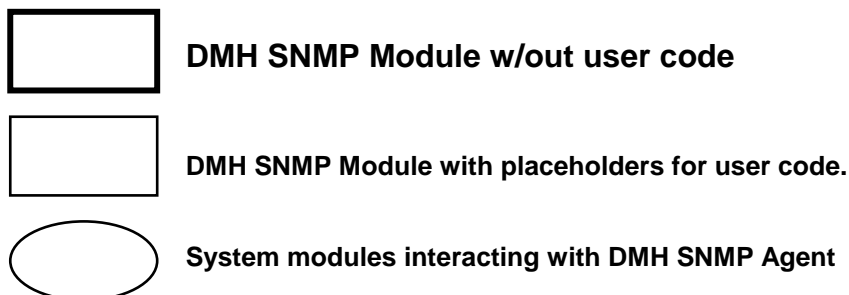 DMH SNMP Module w/out user code
DMH SNMP Module with placeholders for user code.
System modules interacting with DMH SNMP Agent